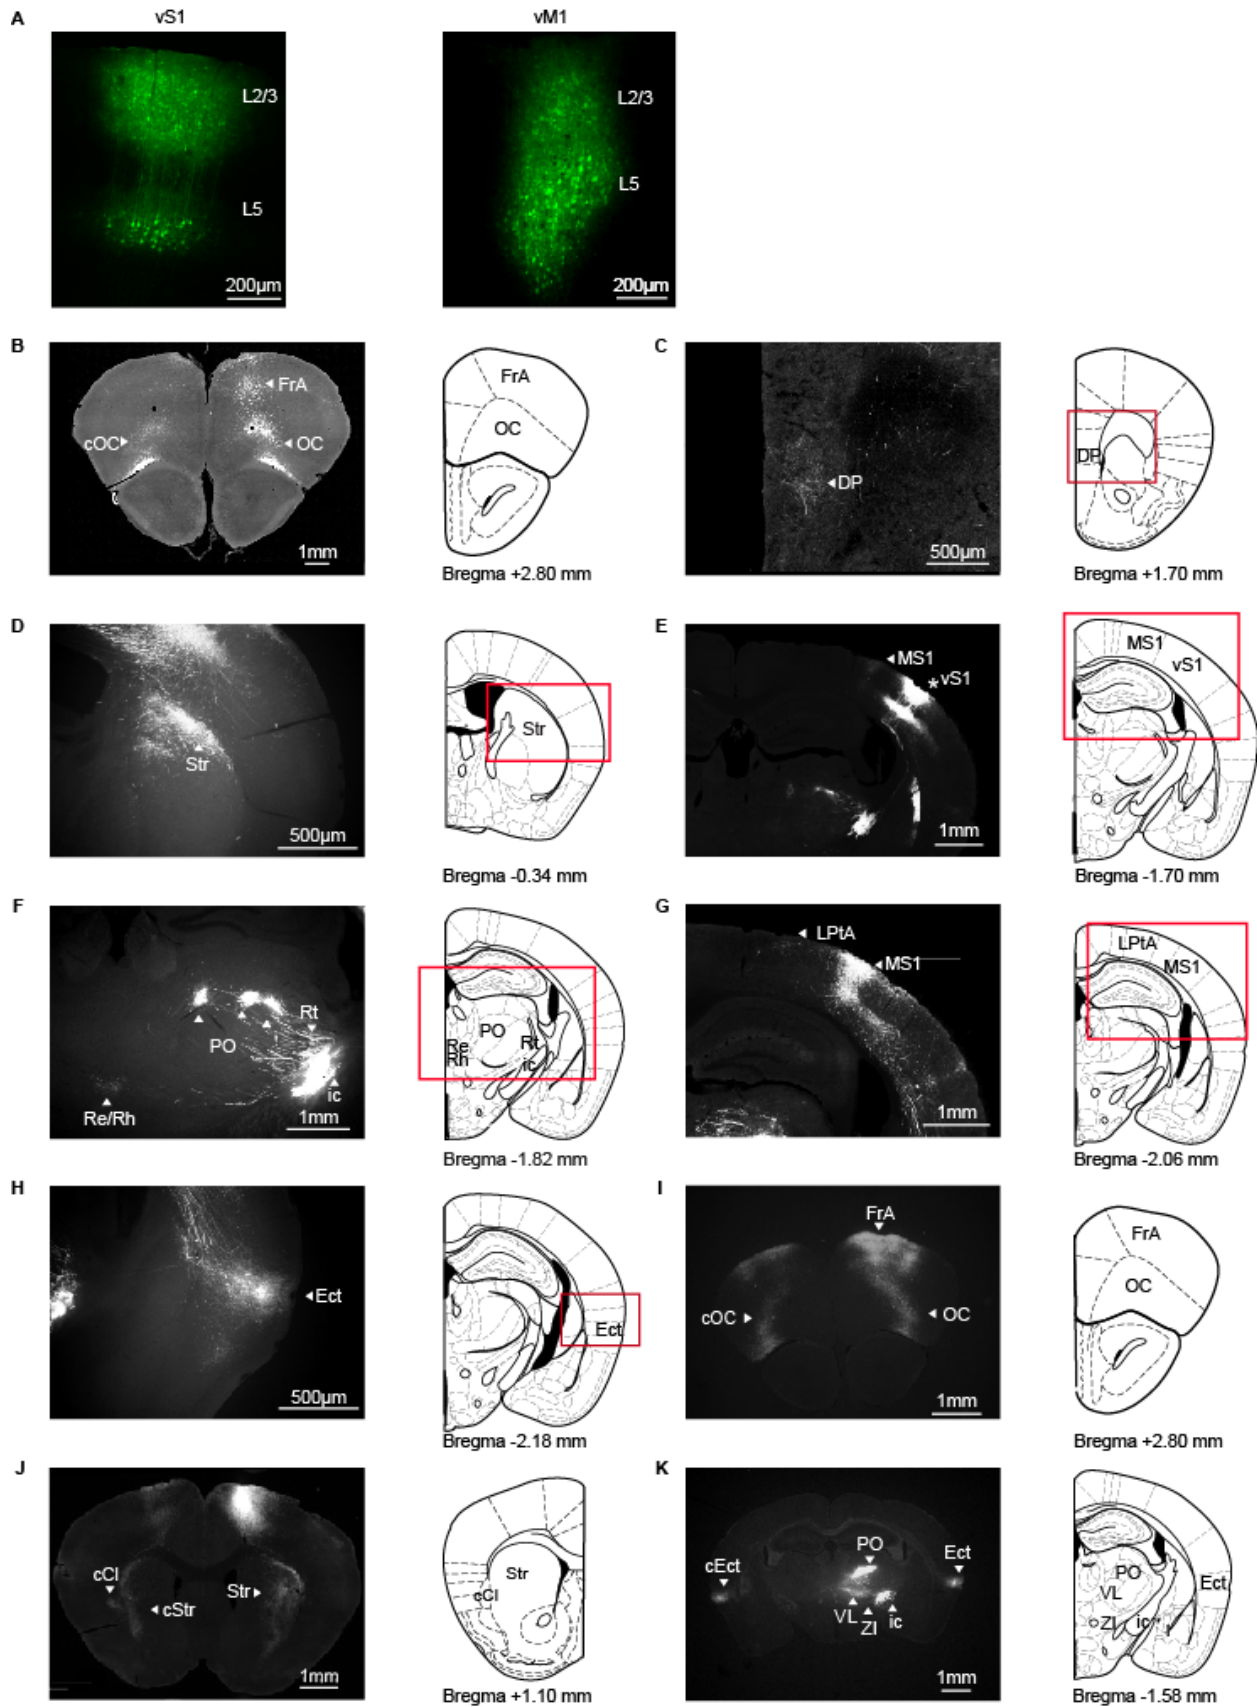 A
vS1
vM1
L2/3
L5
200µm
L2/3
L5
200µm
B
FrA
cOC
OC
1mm
FrA
OC
Bregma +2.80 mm
C
DP
500µm
DP
Bregma +1.70 mm
D
Str
500µm
Str
Bregma -0.34 mm
E
MS1
* vS1
1mm
MS1
vS1
Bregma -1.70 mm
F
Rt
PO
ic
Re/Rh
1mm
PO
Re
Rh
Rt
ic
Bregma -1.82 mm
G
LPtA
MS1
1mm
LPtA
MS1
Bregma -2.06 mm
H
Ect
500µm
Ect
Bregma -2.18 mm
I
FrA
cOC
OC
1mm
FrA
OC
Bregma +2.80 mm
J
cCl
Str
cStr
1mm
Str
cCl
Bregma +1.10 mm
K
PO
cEct
Ect
VL
ZI
ic
1mm
PO
VL
Ect
ZI
ic
Bregma -1.58 mm